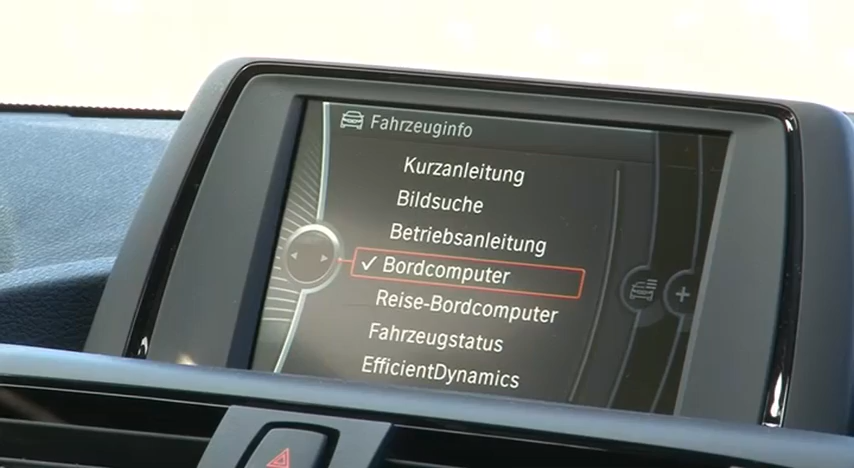 Fahrzeuginfo
Kurzanleitung
Bildsuche
Betriebsanleitung
Bordcomputer
Reise-Bordcomputer
Fahrzeugstatus
EfficientDynamics